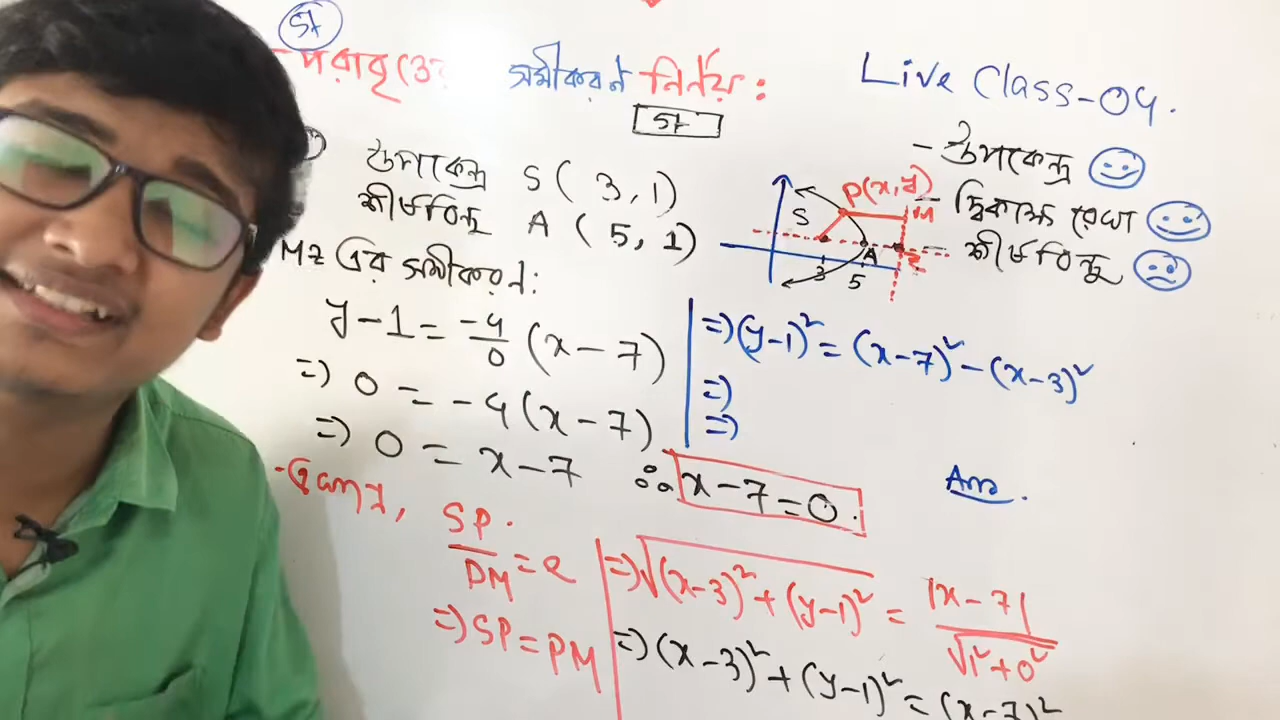 ST
পরাবৃত্তের সমীকরণ নির্ণয় :
Live Class-04.
ST
উপকেন্দ্র S ( 3, 1)
শীর্ষবিন্দু A ( 5, 1)
MZ এর সমীকরণ:
y-1 = -4/0 (x-7)
=> 0 = -4(x-7)
=> 0 = x-7 ∴ x-7=0.
S
P(x,y)
M
A
Z
3
5
- উপকেন্দ্র
- দ্বিকাক্ষ রেখা
- শীর্ষবিন্দু
=> (y-1)² = (x-7)² - (x-3)²
=>
=>
Ans.
SP/PM = e
=> SP = PM
=> √(x-3)² + (y-1)² = |x-7|/√1²+0²
=> (x-3)² + (y-1)² = (x-7)²